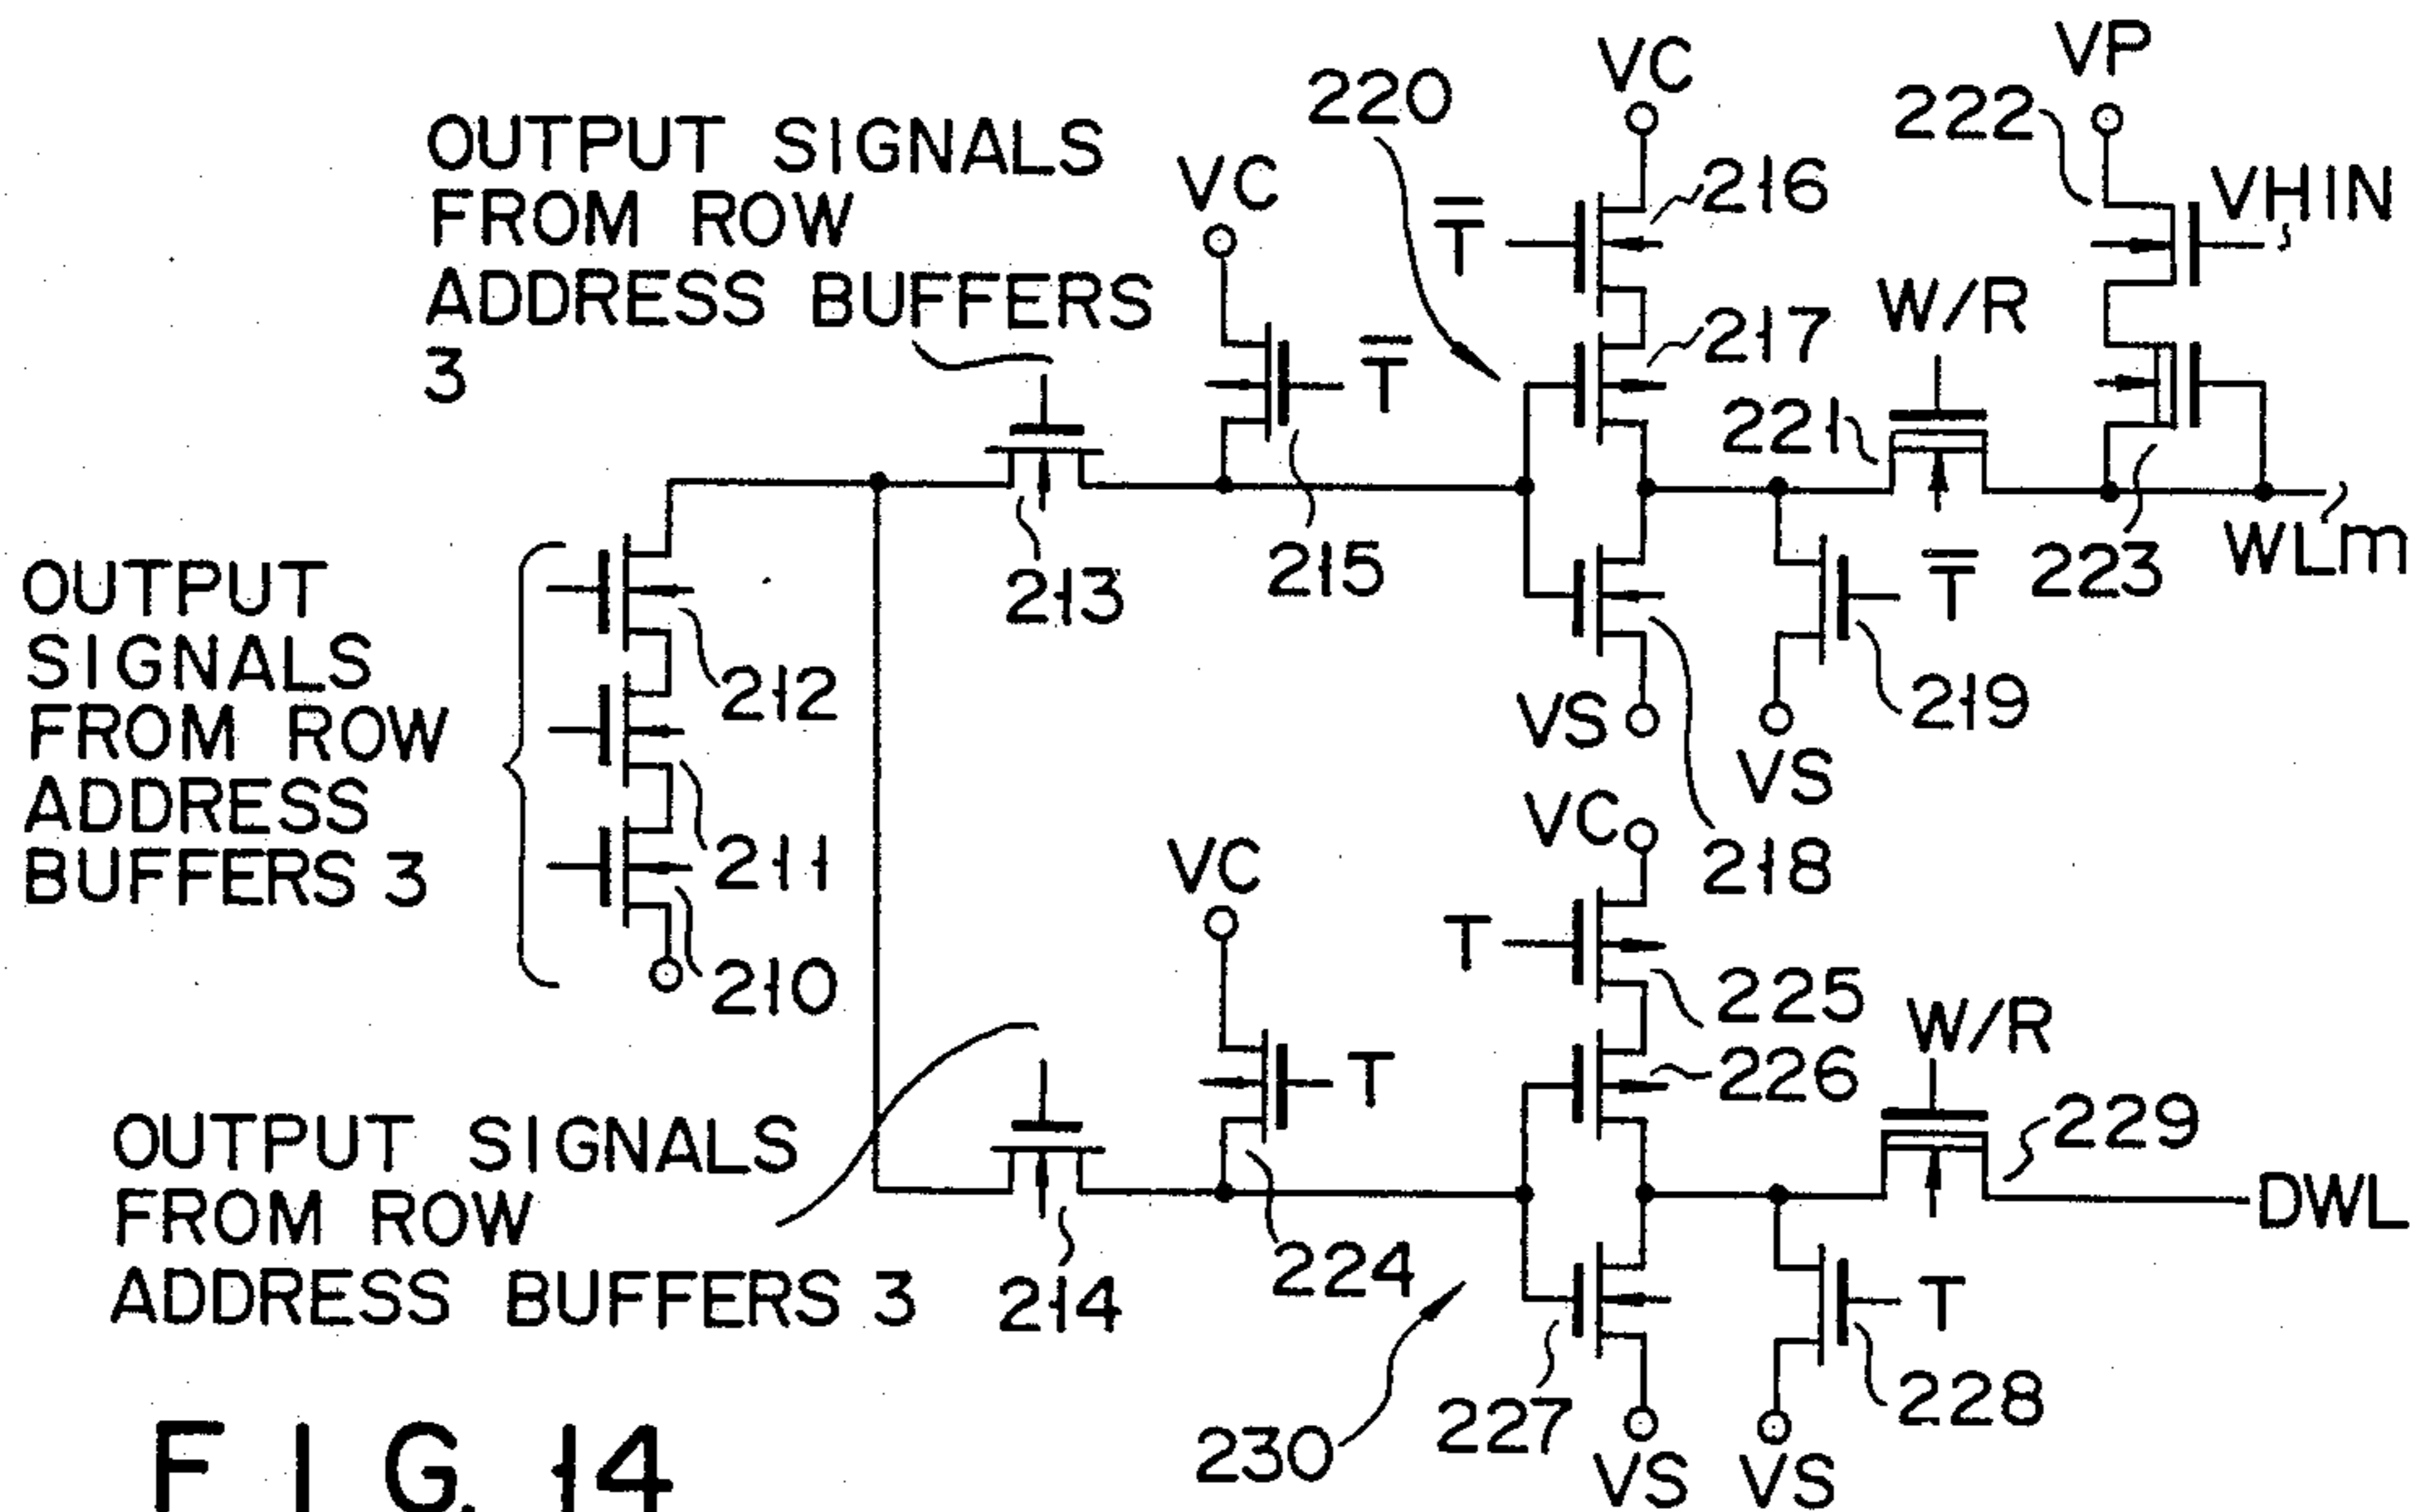 OUTPUT SIGNALS
FROM ROW
ADDRESS BUFFERS
3
VC
T̅
220
VC
T̅
216
217
222
VP
VHIN
W/R
221
213
215
223
WLm
T̅
219
VS
VS
218
OUTPUT
SIGNALS
FROM ROW
ADDRESS
BUFFERS 3
212
211
210
VC
T
VC
T
225
226
W/R
229
DWL
OUTPUT SIGNALS
FROM ROW
ADDRESS BUFFERS 3
214
224
230
227
VS
T
228
VS
FIG. 14